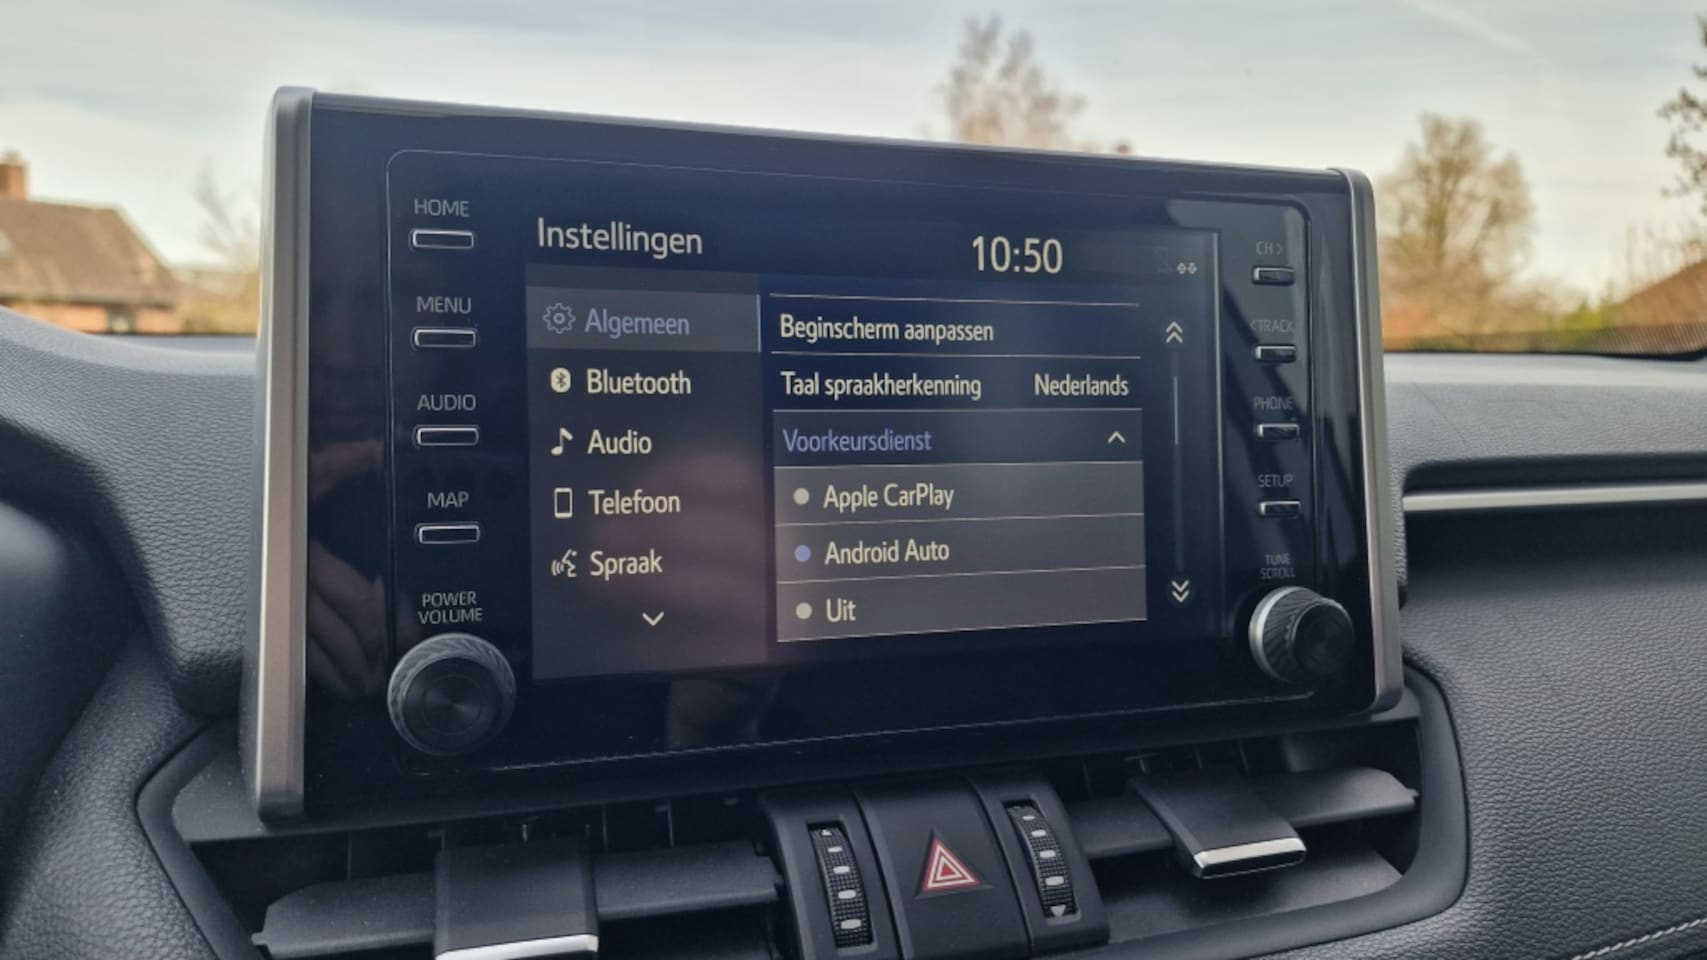 HOME
MENU
AUDIO
MAP
POWER
VOLUME
Instellingen
10:50
Algemeen
Bluetooth
Audio
Telefoon
Spraak
Beginscherm aanpassen
Taal spraakherkenning Nederlands
Voorkeursdienst
Apple CarPlay
Android Auto
Uit
CH >
< TRACK
PHONE
SETUP
TUNE
SCROLL